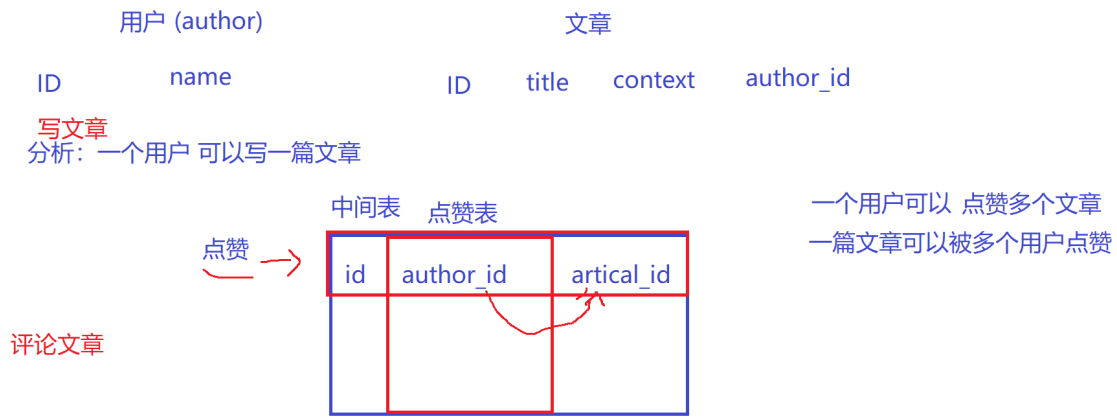 用户 (author) 文章
ID name ID title context author_id
写文章
分析：一个用户 可以写一篇文章
一个用户可以 点赞多个文章
中间表 点赞表
一篇文章可以被多个用户点赞
点赞
id author_id artical_id
评论文章